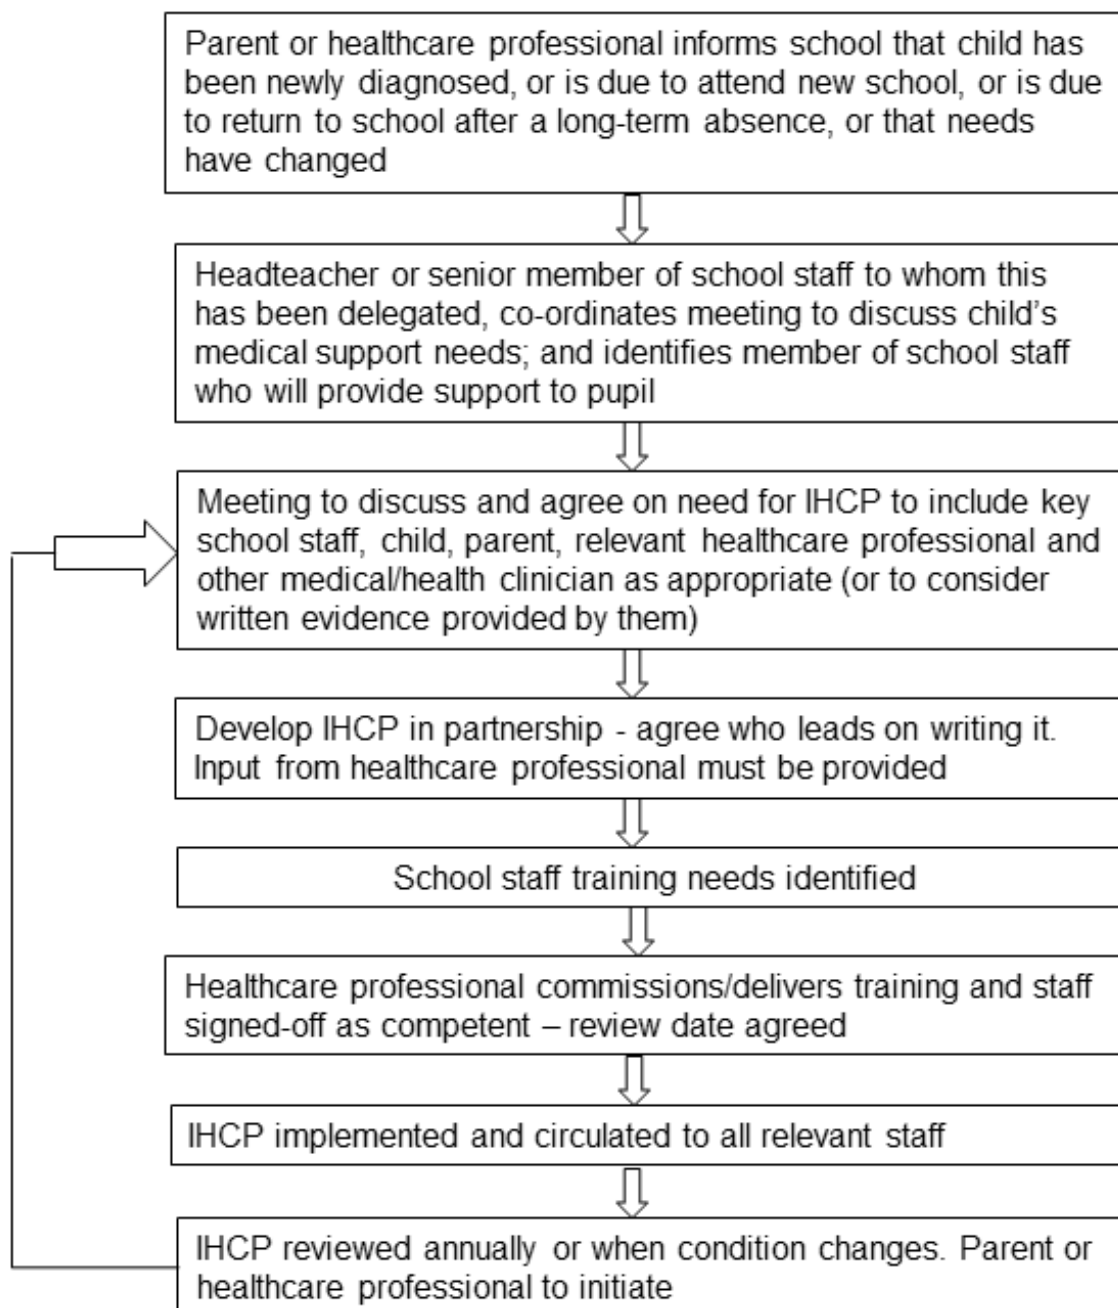 Parent or healthcare professional informs school that child has
been newly diagnosed, or is due to attend new school, or is due
to return to school after a long-term absence, or that needs
have changed
Headteacher or senior member of school staff to whom this
has been delegated, co-ordinates meeting to discuss child’s
medical support needs; and identifies member of school staff
who will provide support to pupil
Meeting to discuss and agree on need for IHCP to include key
school staff, child, parent, relevant healthcare professional and
other medical/health clinician as appropriate (or to consider
written evidence provided by them)
Develop IHCP in partnership - agree who leads on writing it.
Input from healthcare professional must be provided
School staff training needs identified
Healthcare professional commissions/delivers training and staff
signed-off as competent – review date agreed
IHCP implemented and circulated to all relevant staff
IHCP reviewed annually or when condition changes. Parent or
healthcare professional to initiate